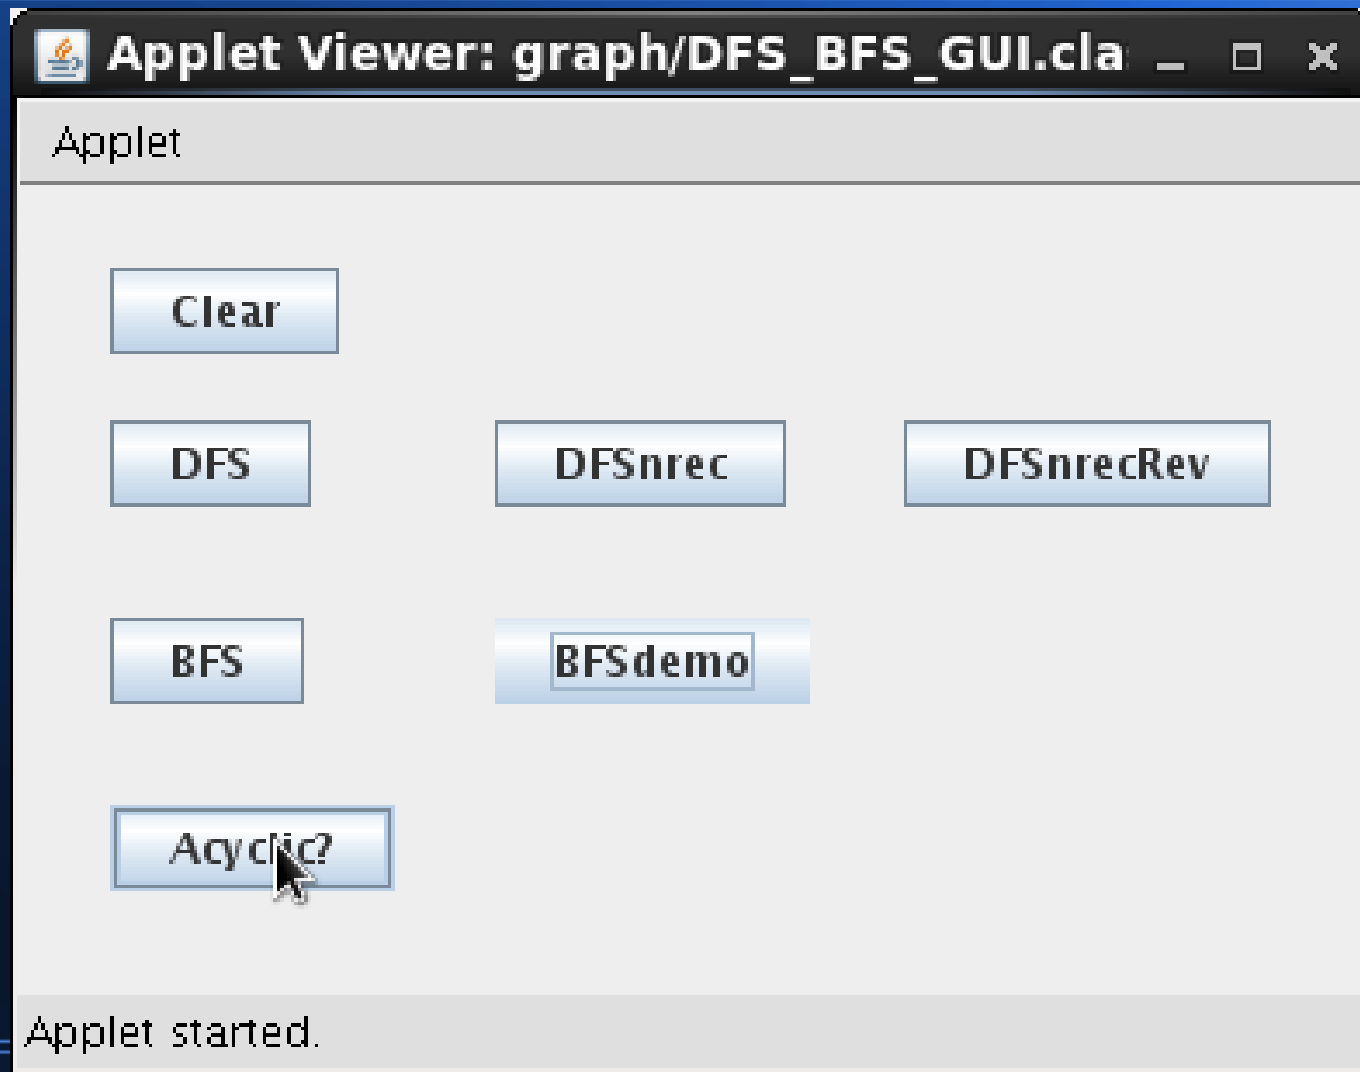 Applet Viewer: graph/DFS_BFS_GUI.cla
Applet
Clear
DFS DFSnrec DFSnrecRev
BFS BFSdemo
Acyclic?
Applet started.